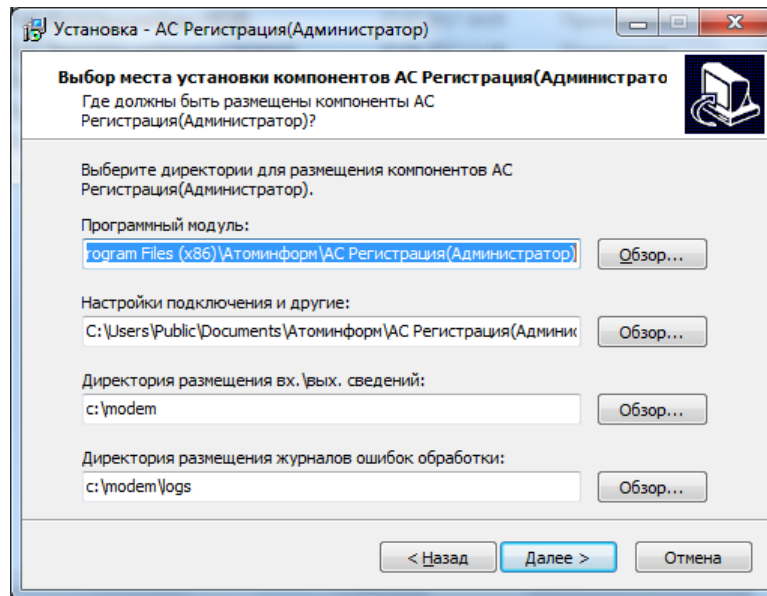 Установка - АС Регистрация(Администратор)
Выбор места установки компонентов АС Регистрация(Администрато
Где должны быть размещены компоненты АС
Регистрация(Администратор)?
Выберите директории для размещения компонентов АС
Регистрация(Администратор).
Программный модуль:
rogram Files (x86)\Атоминформ\АС Регистрация(Администратор)
Обзор...
Настройки подключения и другие:
C:\Users\Public\Documents\Атоминформ\АС Регистрация(Админис
Обзор...
Директория размещения вх.\вых. сведений:
c:\modem
Обзор...
Директория размещения журналов ошибок обработки:
c:\modem\logs
Обзор...
< Назад
Далее >
Отмена